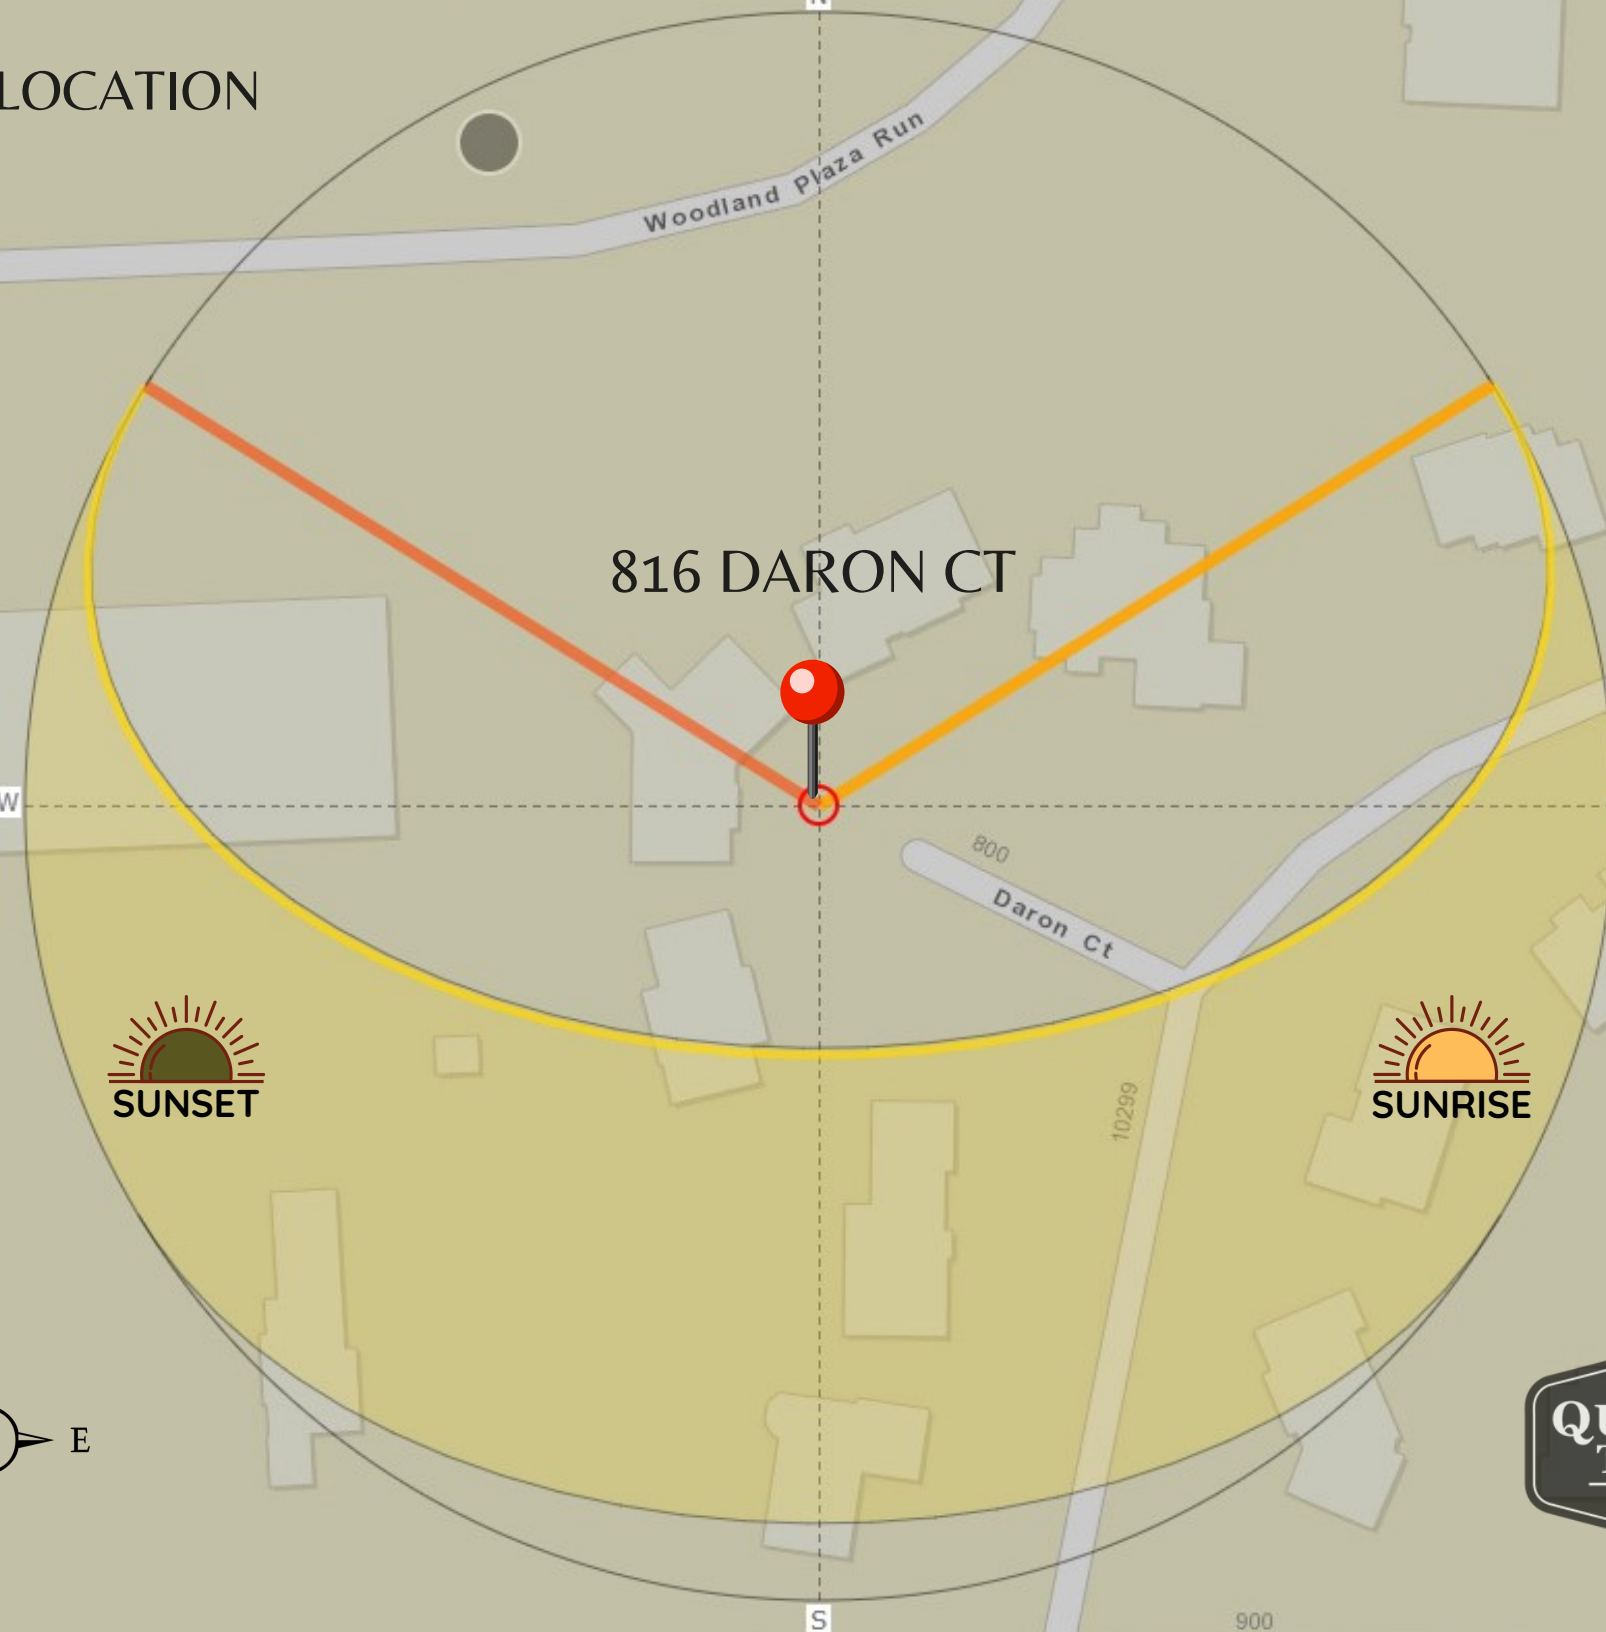 N
LOCATION
Woodland Plaza Run
816 DARON CT
W
800
Daron Ct
SUNSET
SUNRISE
10299
E
S
900